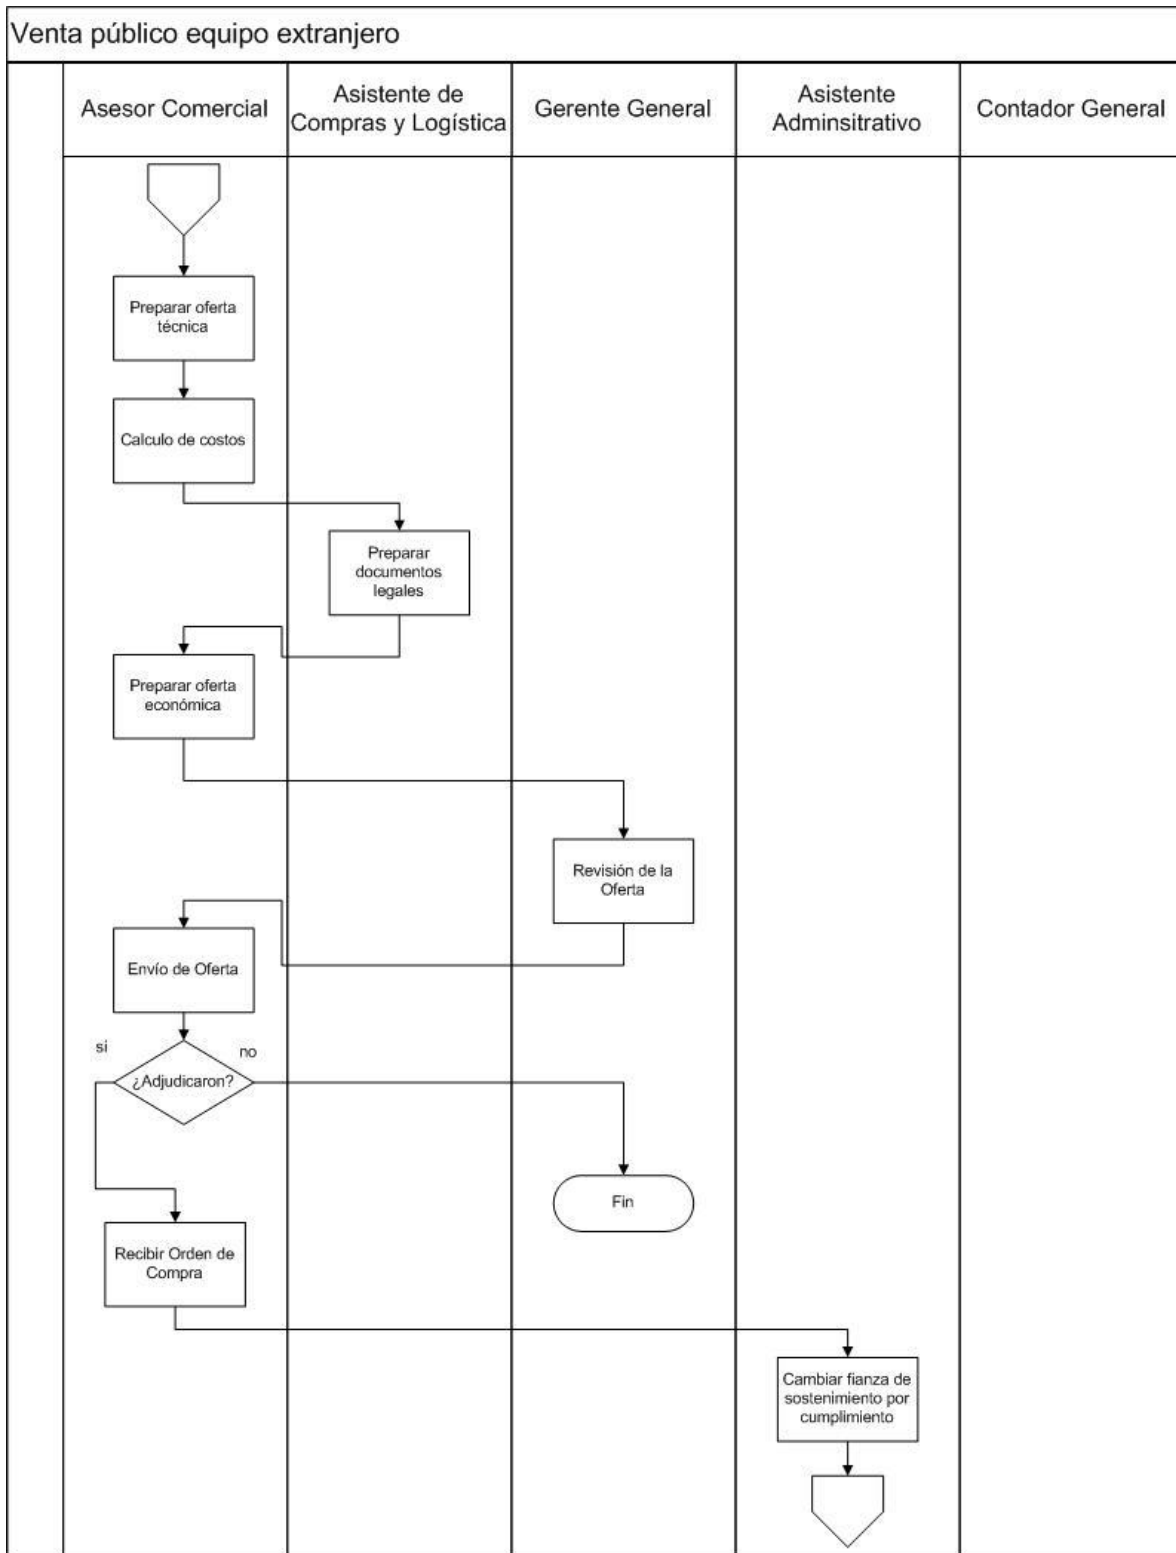 Venta público equipo extranjero
Asesor Comercial
Asistente de
Compras y Logística
Gerente General
Asistente
Adminsitrativo
Contador General
Preparar oferta
técnica
Calculo de costos
Preparar
documentos
legales
Preparar oferta
económica
Revisión de la
Oferta
Envío de Oferta
si
no
¿Adjudicaron?
Fin
Recibir Orden de
Compra
Cambiar fianza de
sostenimiento por
cumplimiento